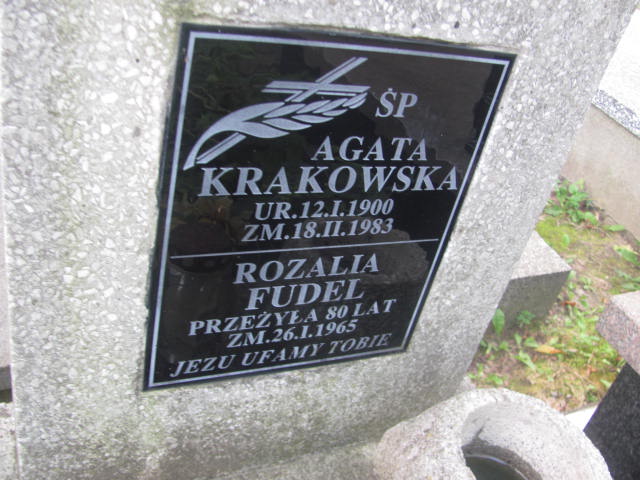 ŚP
AGATA
KRAKOWSKA
UR.12.I.1900
ZM.18.II.1983
ROZALIA
FUDEL
PRZEŻYŁA 80 LAT
ZM.26.I.1965
JEZU UFAMY TOBIE